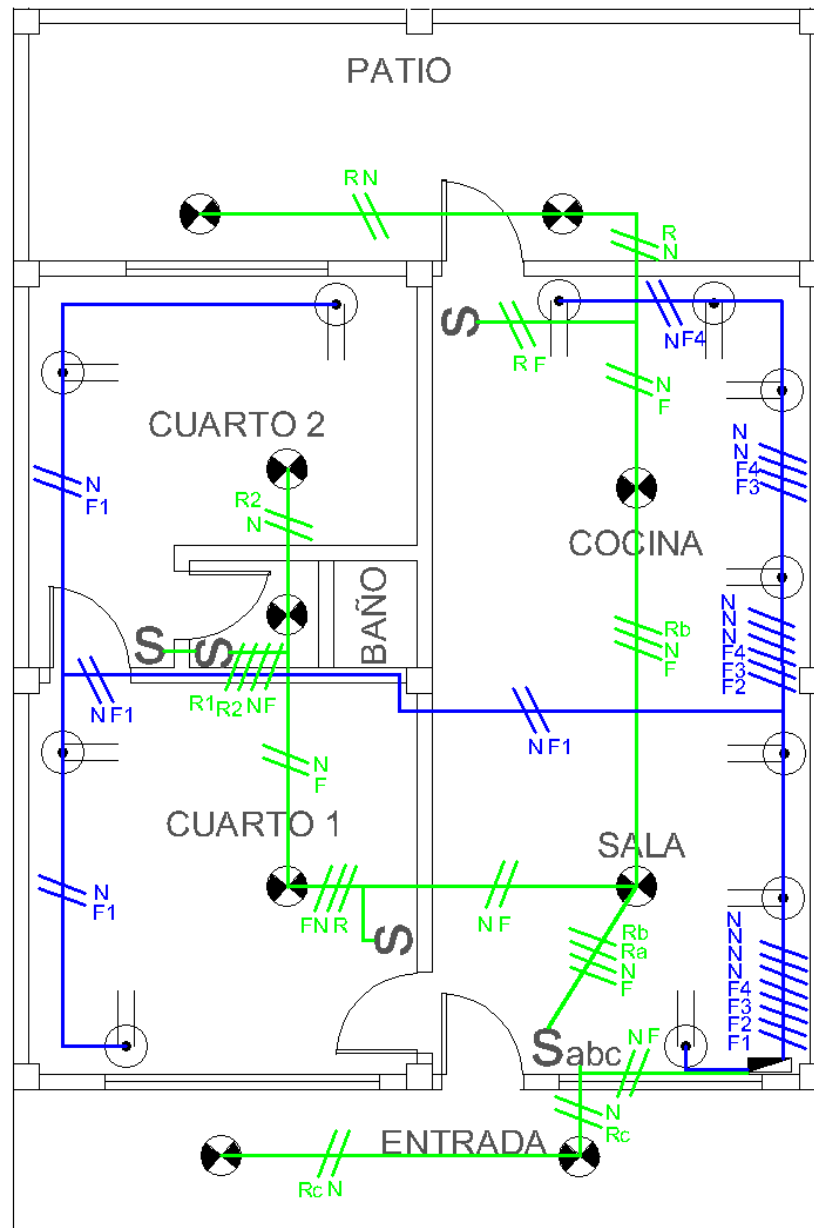 PATIO
R N
R
N
S
R F
N F4
N
F
N
N
F4
F3
CUARTO 2
N
F1
R2
N
COCINA
BAÑO
N
N
N
F4
F3
F2
Rb
N
F
S
S
R1 R2 N F
N F1
N F1
N
F
CUARTO 1
SALA
N
F1
F N R
N F
S
Rb
Ra
N
F
N
N
N
N
F4
F3
F2
F1
Sabc
N F
N
Rc
ENTRADA
Rc N